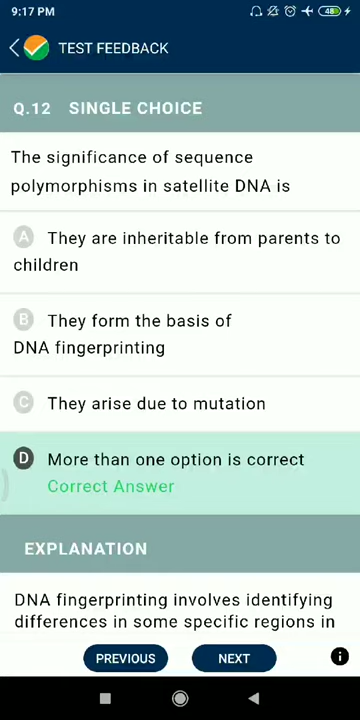 9:17 PM
48
TEST FEEDBACK
Q.12 SINGLE CHOICE
The significance of sequence
polymorphisms in satellite DNA is
A They are inheritable from parents to
children
B They form the basis of
DNA fingerprinting
C They arise due to mutation
D More than one option is correct
Correct Answer
EXPLANATION
DNA fingerprinting involves identifying
differences in some specific regions in
PREVIOUS NEXT i